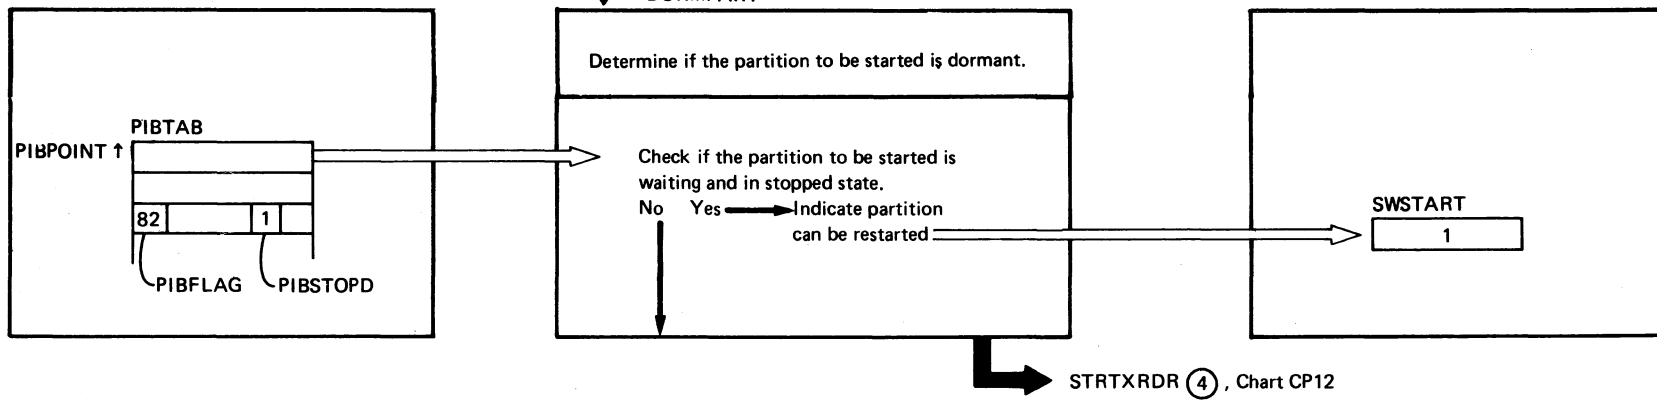 Determine if the partition to be started is dormant.
PIBTAB
PIBPOINT ↑
82
1
PIBFLAG
PIBSTOPD
Check if the partition to be started is
waiting and in stopped state.
No Yes Indicate partition
can be restarted
SWSTART
1
STRTXRDR 4 , Chart CP12